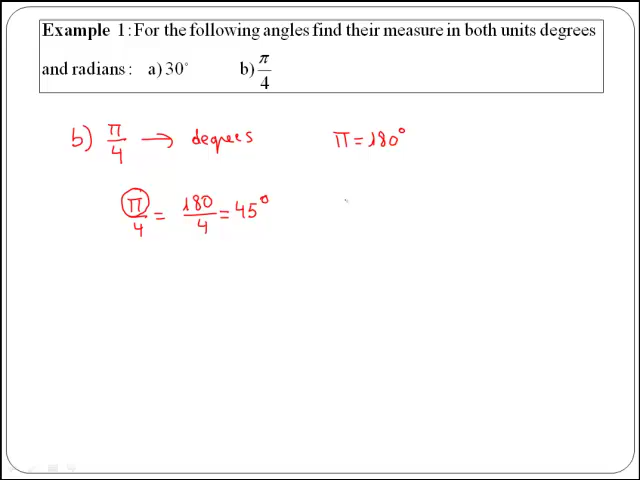 Example 1: For the following angles find their measure in both units degrees
and radians: a) 30° b) π/4
b) π/4 → degrees π = 180°
π/4 = 180/4 = 45°